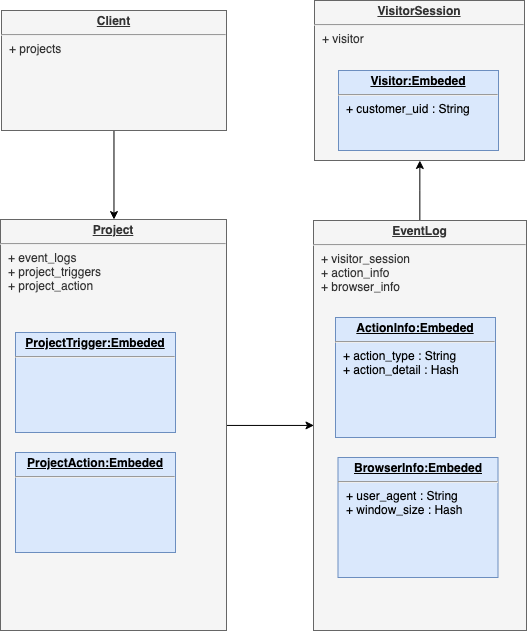 Client
+ projects
VisitorSession
+ visitor
Visitor:Embeded
+ customer_uid : String
Project
+ event_logs
+ project_triggers
+ project_action
ProjectTrigger:Embeded
ProjectAction:Embeded
EventLog
+ visitor_session
+ action_info
+ browser_info
ActionInfo:Embeded
+ action_type : String
+ action_detail : Hash
BrowserInfo:Embeded
+ user_agent : String
+ window_size : Hash